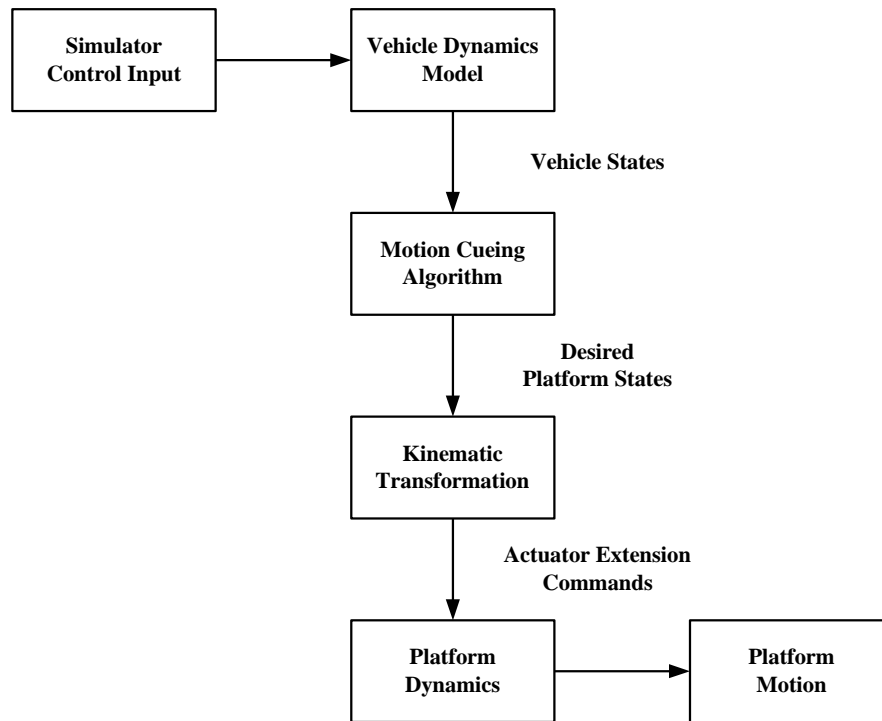 Simulator
Control Input
Vehicle Dynamics
Model
Vehicle States
Motion Cueing
Algorithm
Desired
Platform States
Kinematic
Transformation
Actuator Extension
Commands
Platform
Dynamics
Platform
Motion